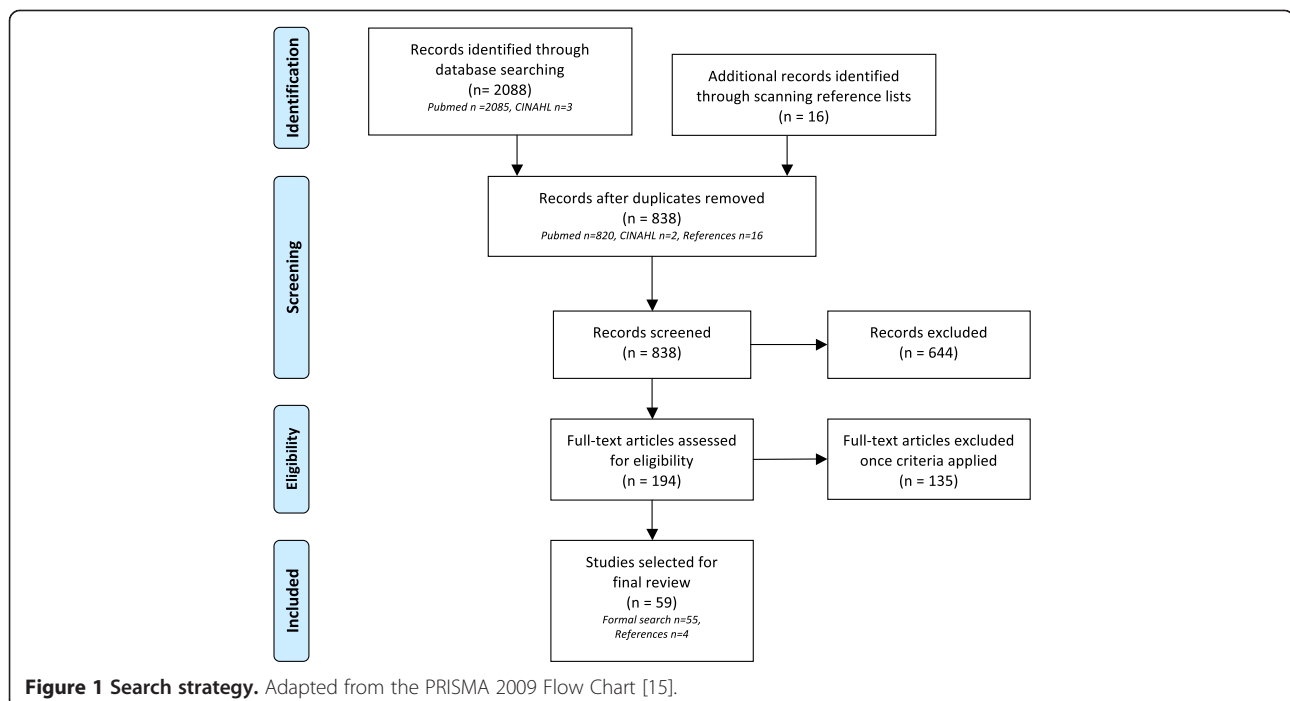 Identification
Records identified through
database searching
(n= 2088)
Pubmed n =2085, CINAHL n=3
Additional records identified
through scanning reference lists
(n = 16)
Screening
Records after duplicates removed
(n = 838)
Pubmed n=820, CINAHL n=2, References n=16
Records screened
(n = 838)
Records excluded
(n = 644)
Eligibility
Full-text articles assessed
for eligibility
(n = 194)
Full-text articles excluded
once criteria applied
(n = 135)
Included
Studies selected for
final review
(n = 59)
Formal search n=55,
References n=4
Figure 1 Search strategy. Adapted from the PRISMA 2009 Flow Chart [15].